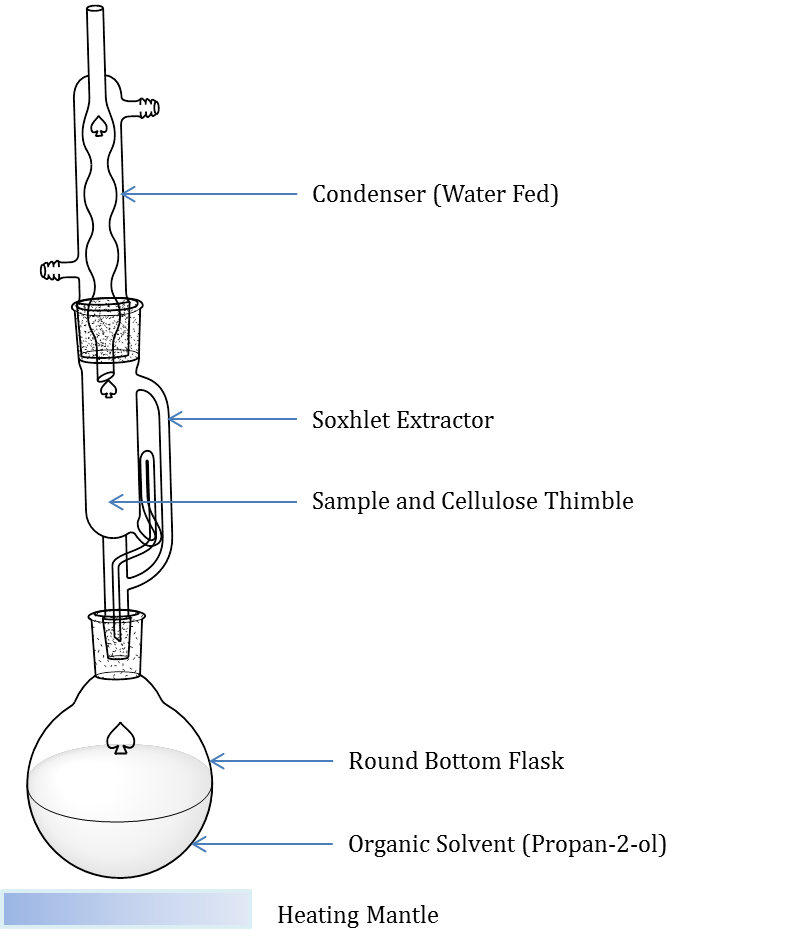 Condenser (Water Fed)
Soxhlet Extractor
Sample and Cellulose Thimble
Round Bottom Flask
Organic Solvent (Propan-2-ol)
Heating Mantle